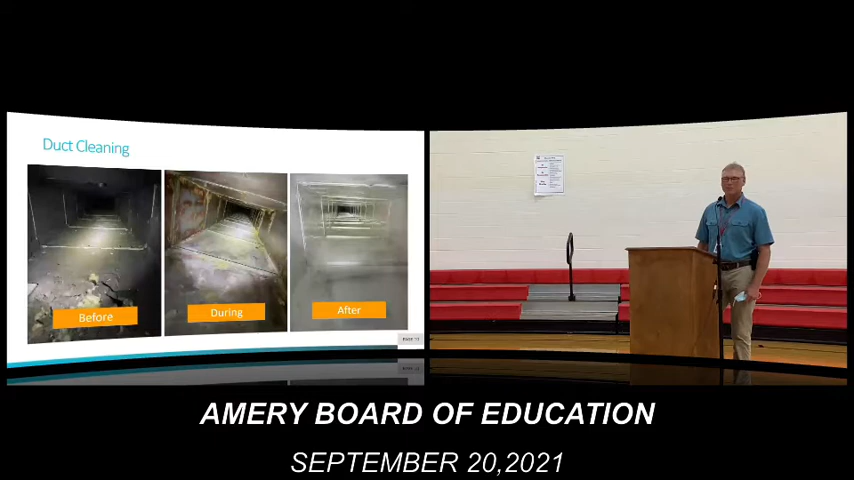 Duct Cleaning
Before
During
After
AMERY BOARD OF EDUCATION
SEPTEMBER 20,2021